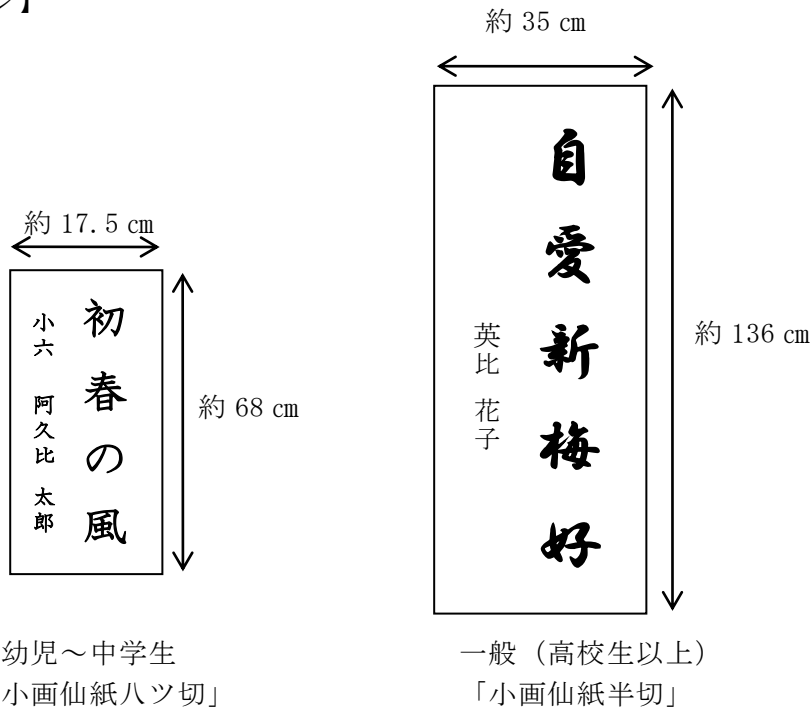 】
約 35 ㎝
約 17.5 ㎝
初春の風
小六 阿久比 太郎
約 68 ㎝
自愛新梅好
英比 花子
約 136 ㎝
幼児～中学生
小画仙紙八ツ切」
一般（高校生以上）
「小画仙紙半切」